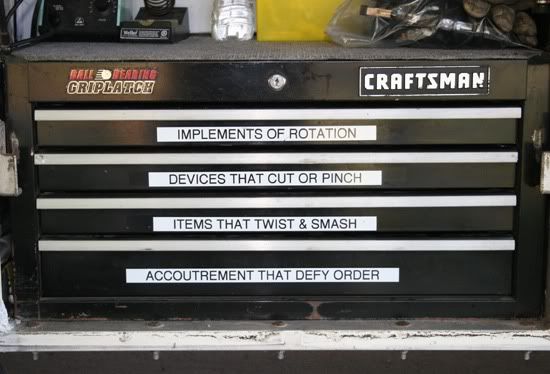 Weller
BALL BEARING
GRIPLATCH
CRAFTSMAN
IMPLEMENTS OF ROTATION
DEVICES THAT CUT OR PINCH
ITEMS THAT TWIST & SMASH
ACCOUTREMENT THAT DEFY ORDER